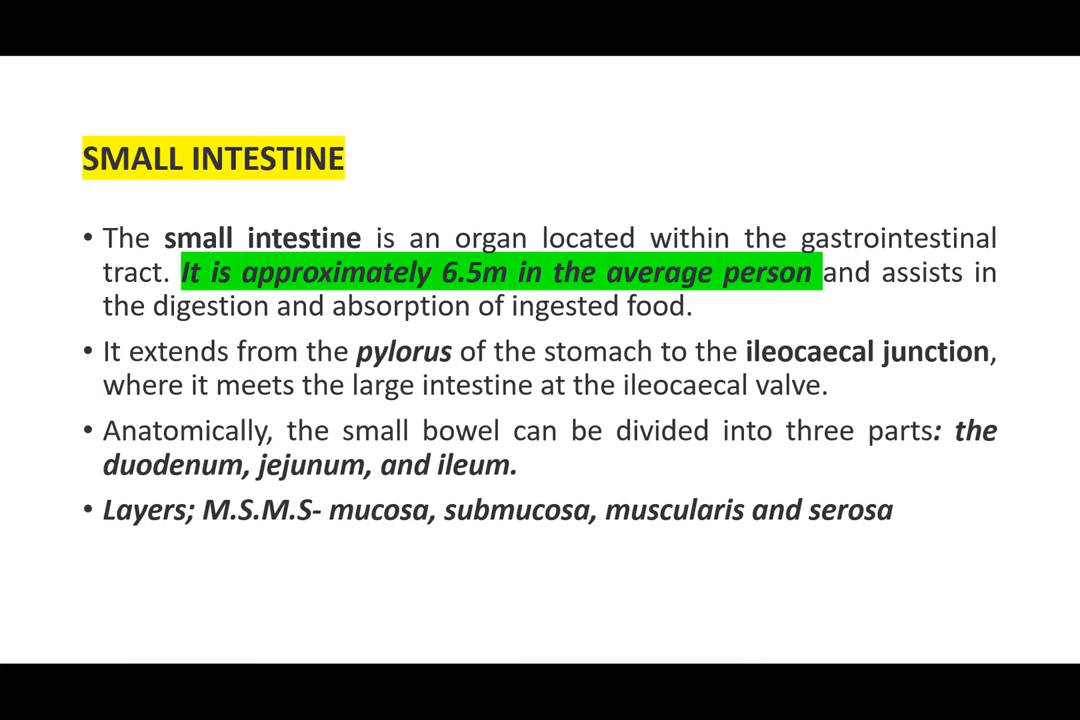 SMALL INTESTINE
• The small intestine is an organ located within the gastrointestinal
tract. It is approximately 6.5m in the average person and assists in
the digestion and absorption of ingested food.
• It extends from the pylorus of the stomach to the ileocaecal junction,
where it meets the large intestine at the ileocaecal valve.
• Anatomically, the small bowel can be divided into three parts: the
duodenum, jejunum, and ileum.
• Layers; M.S.M.S- mucosa, submucosa, muscularis and serosa